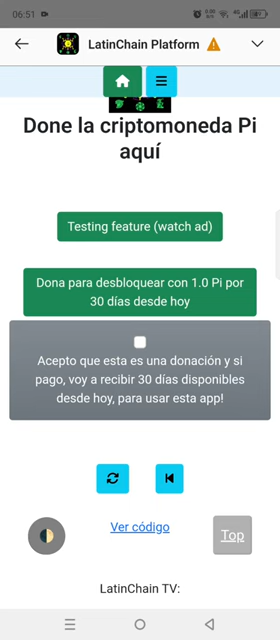 06:51
LatinChain Platform
Done la criptomoneda Pi
aquí
Testing feature (watch ad)
Dona para desbloquear con 1.0 Pi por
30 días desde hoy
Acepto que esta es una donación y si
pago, voy a recibir 30 días disponibles
desde hoy, para usar esta app!
Ver código
Top
LatinChain TV: